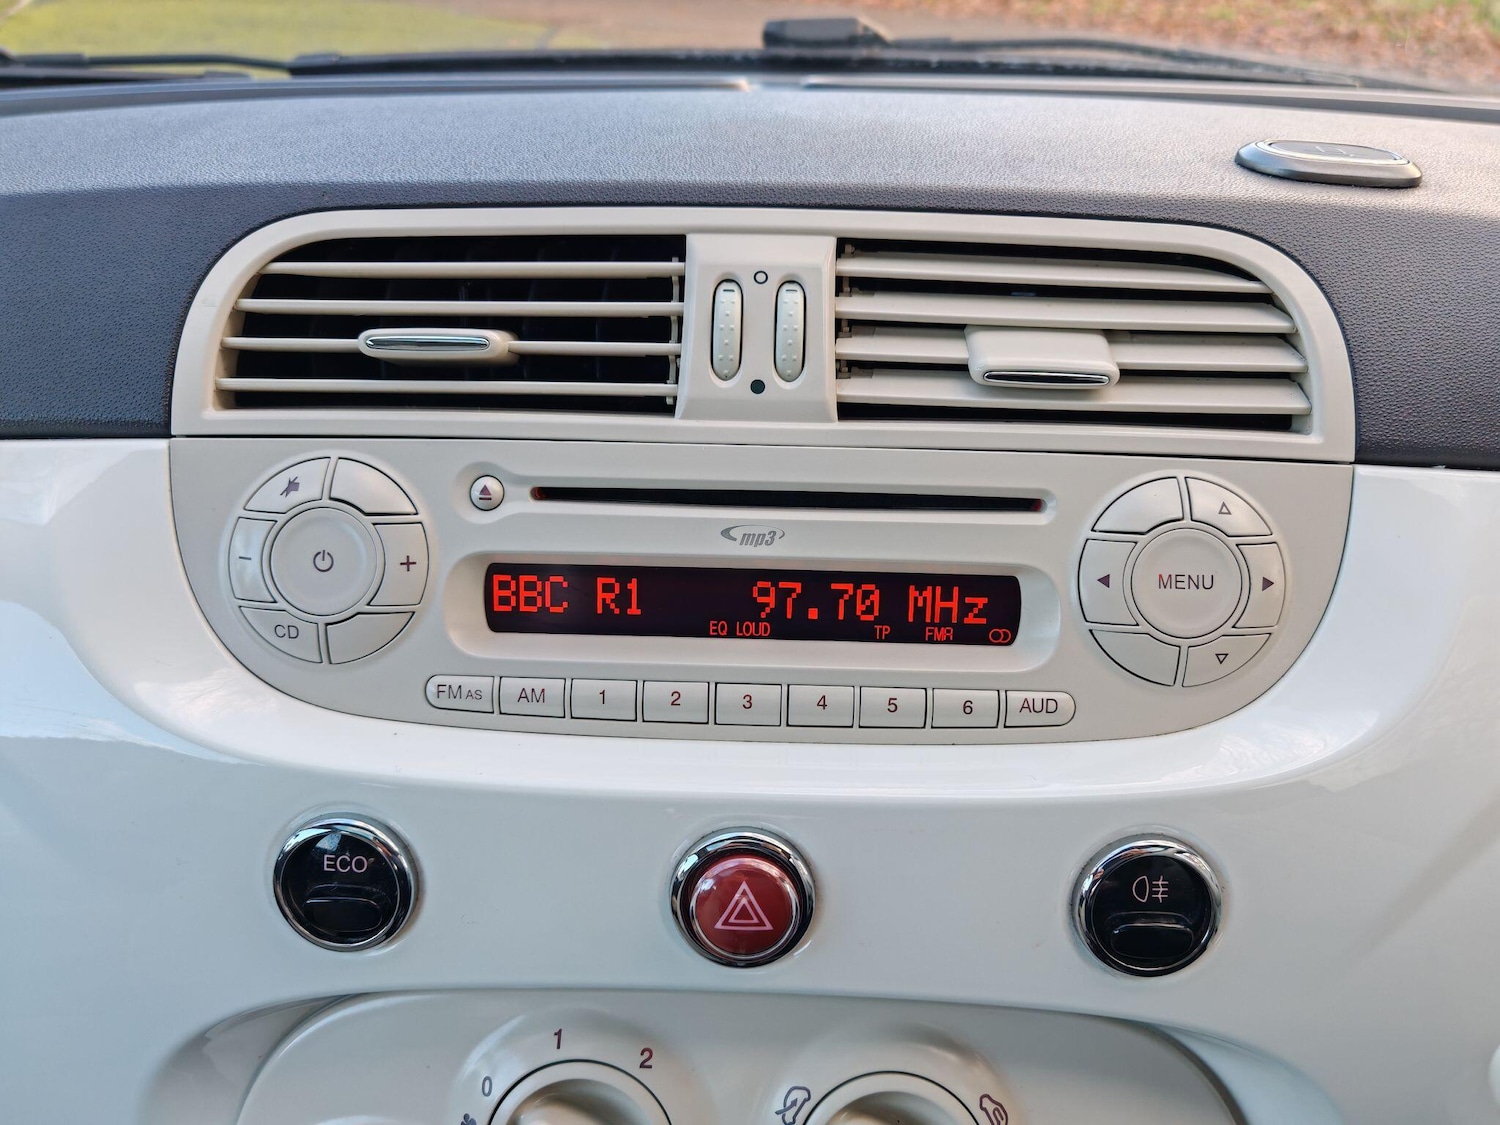 mp3
BBC R1 97.70 MHz
EQ LOUD TP FMR
CD
MENU
FM AS AM 1 2 3 4 5 6 AUD
ECO
0 1 2